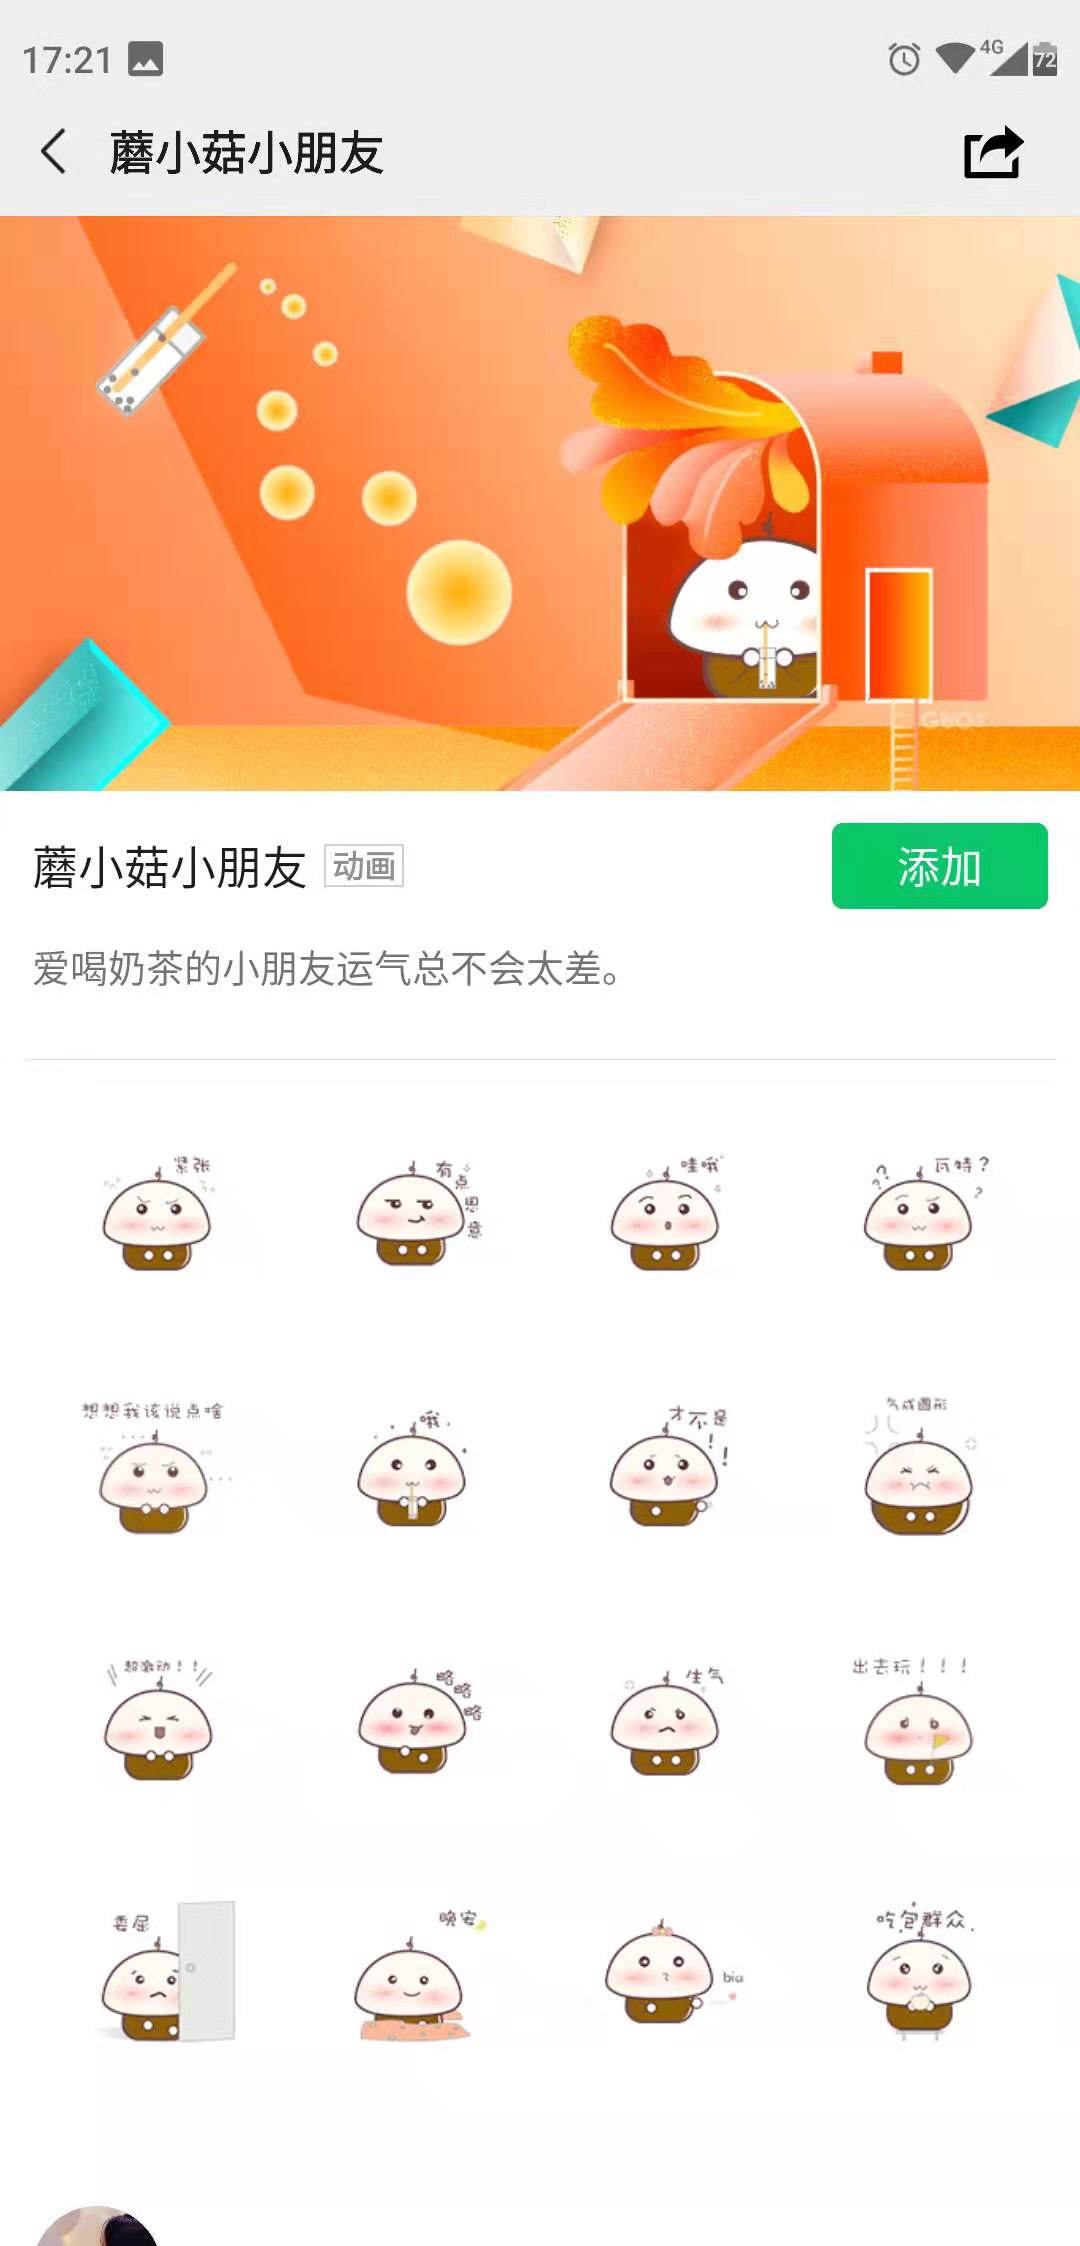 17:21
4G
72
蘑小菇小朋友
GUOE
蘑小菇小朋友
动画
添加
爱喝奶茶的小朋友运气总不会太差。
紧张
有点意思
哇哦
瓦特？
??
?
想想我该说点啥
哦.
才不是!!
气成圆形
超激动！！
略略略
生气
出去玩！！！
委屈
晚安
bia
吃包群众.